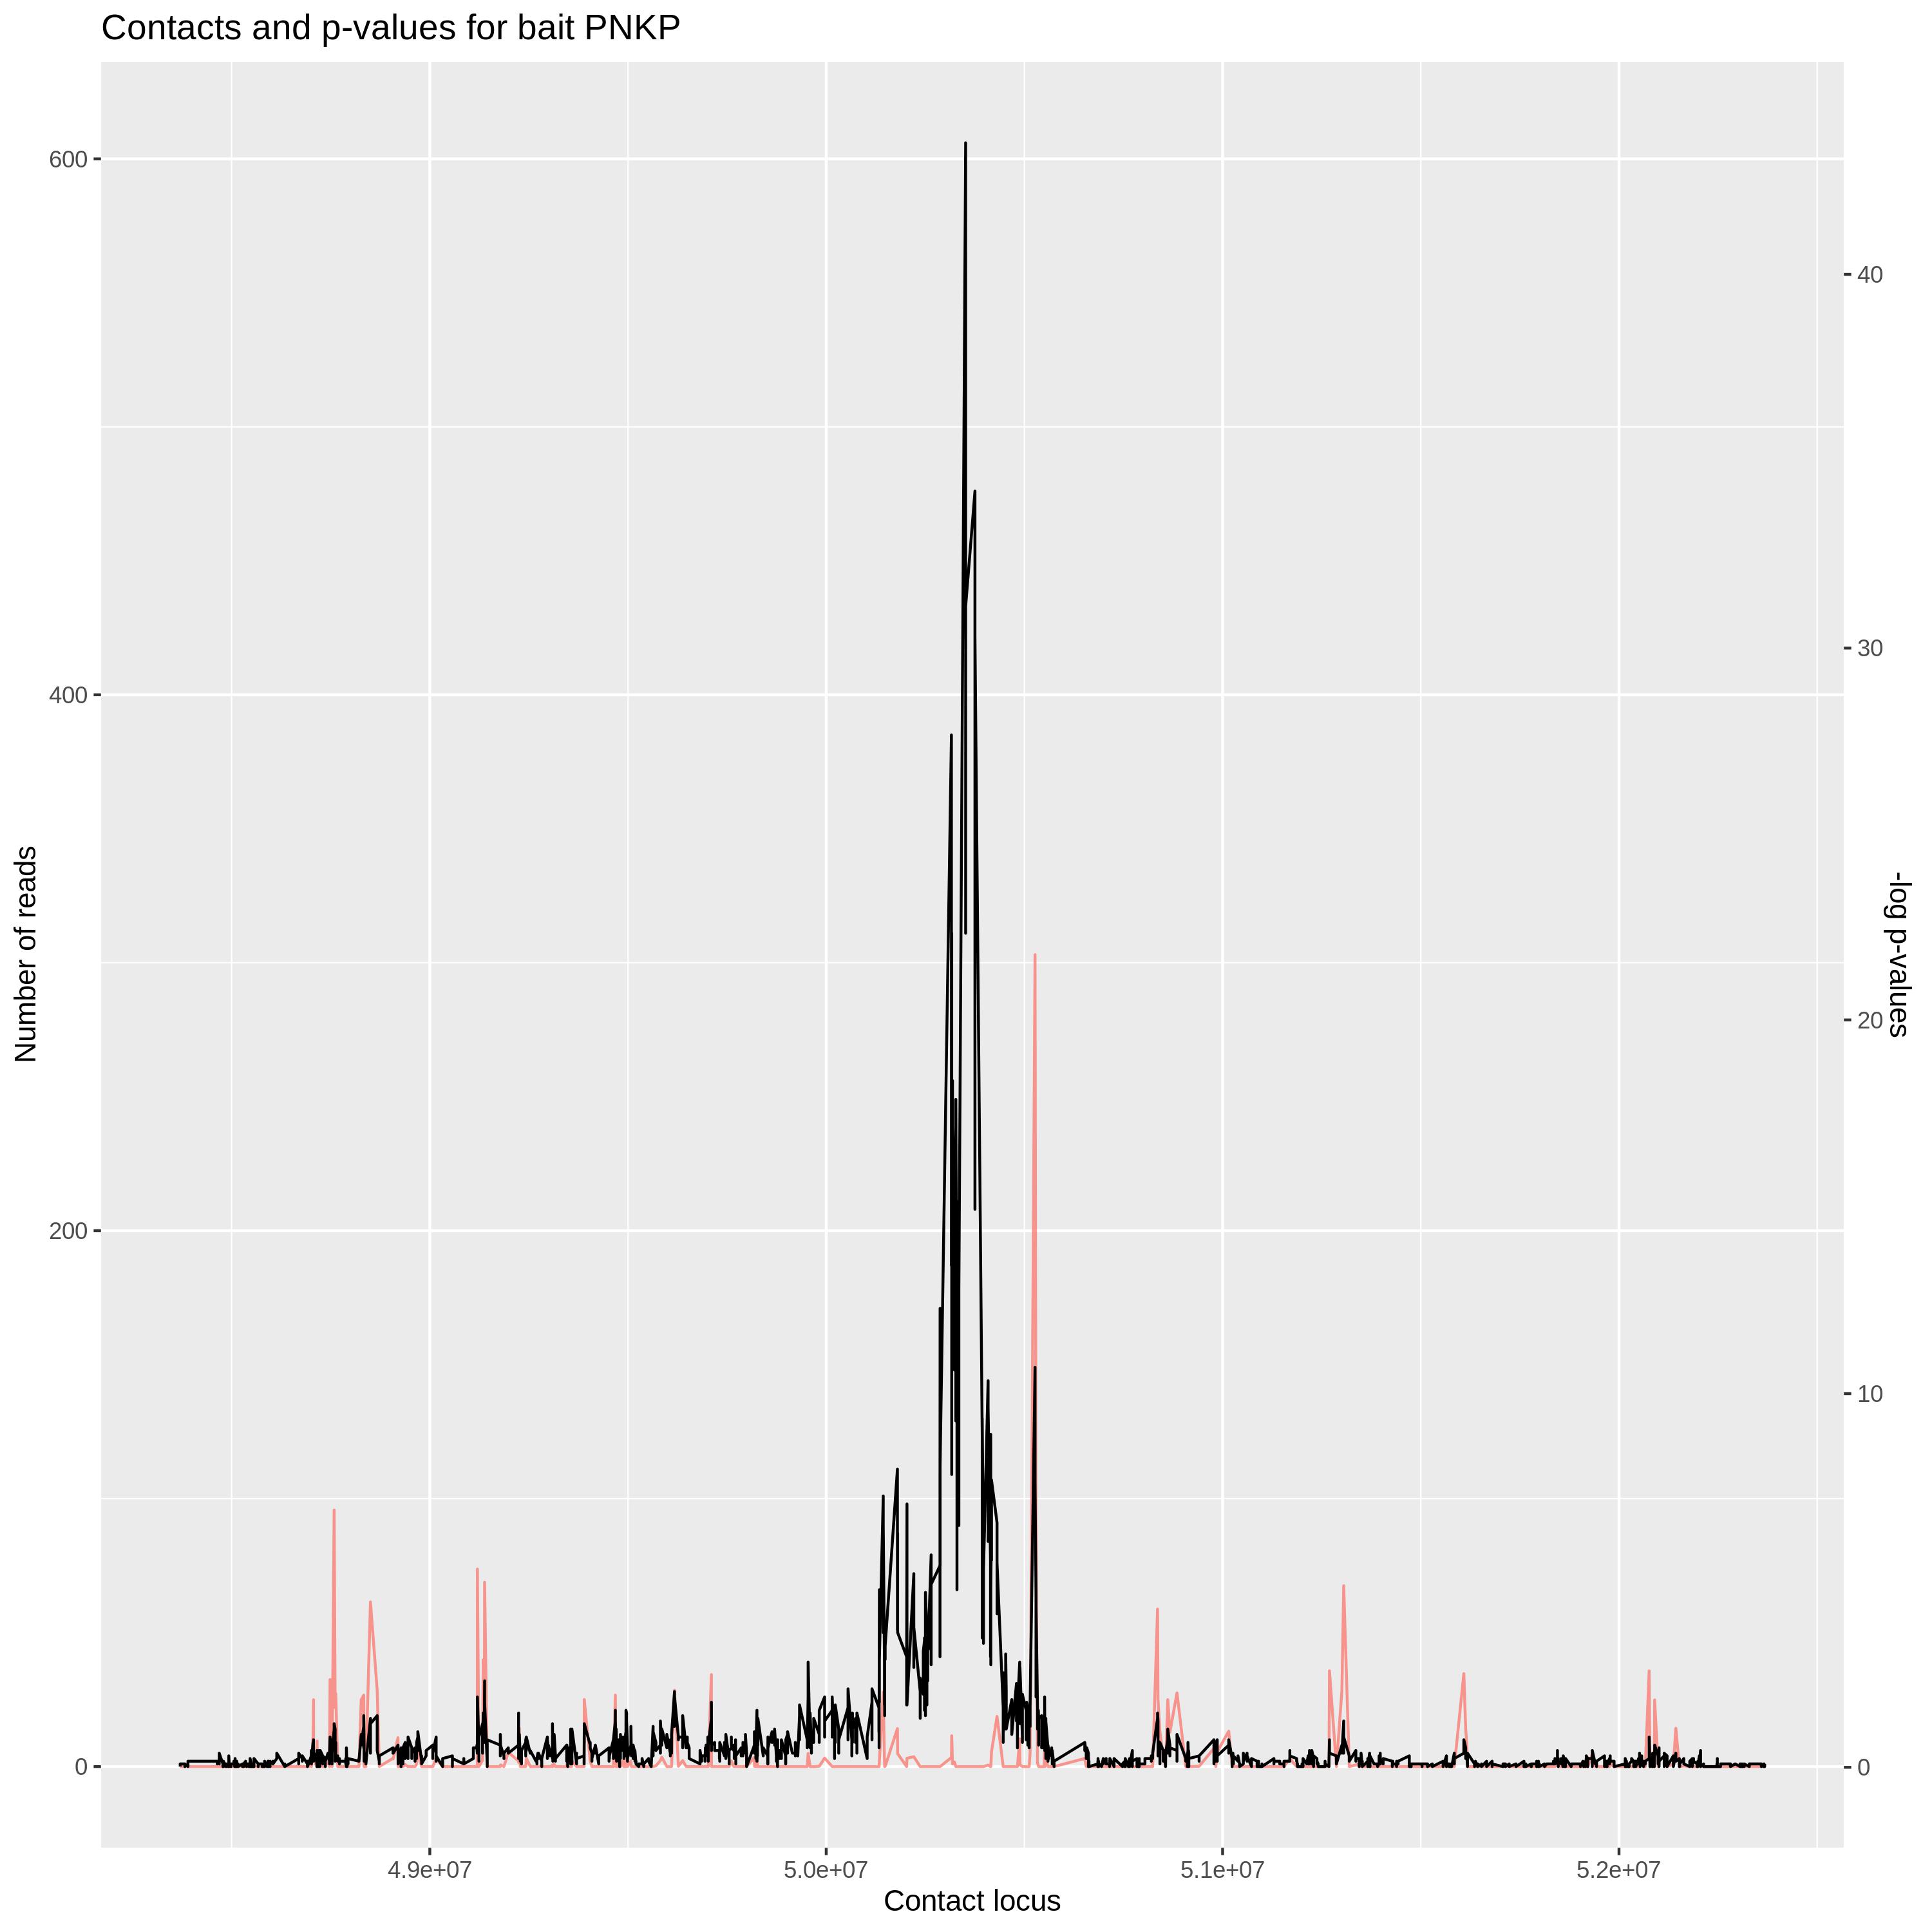 Contacts and p-values for bait PNKP
600
400
200
0
Number of reads
40
30
20
10
0
-log p-values
4.9e+07
5.0e+07
5.1e+07
5.2e+07
Contact locus